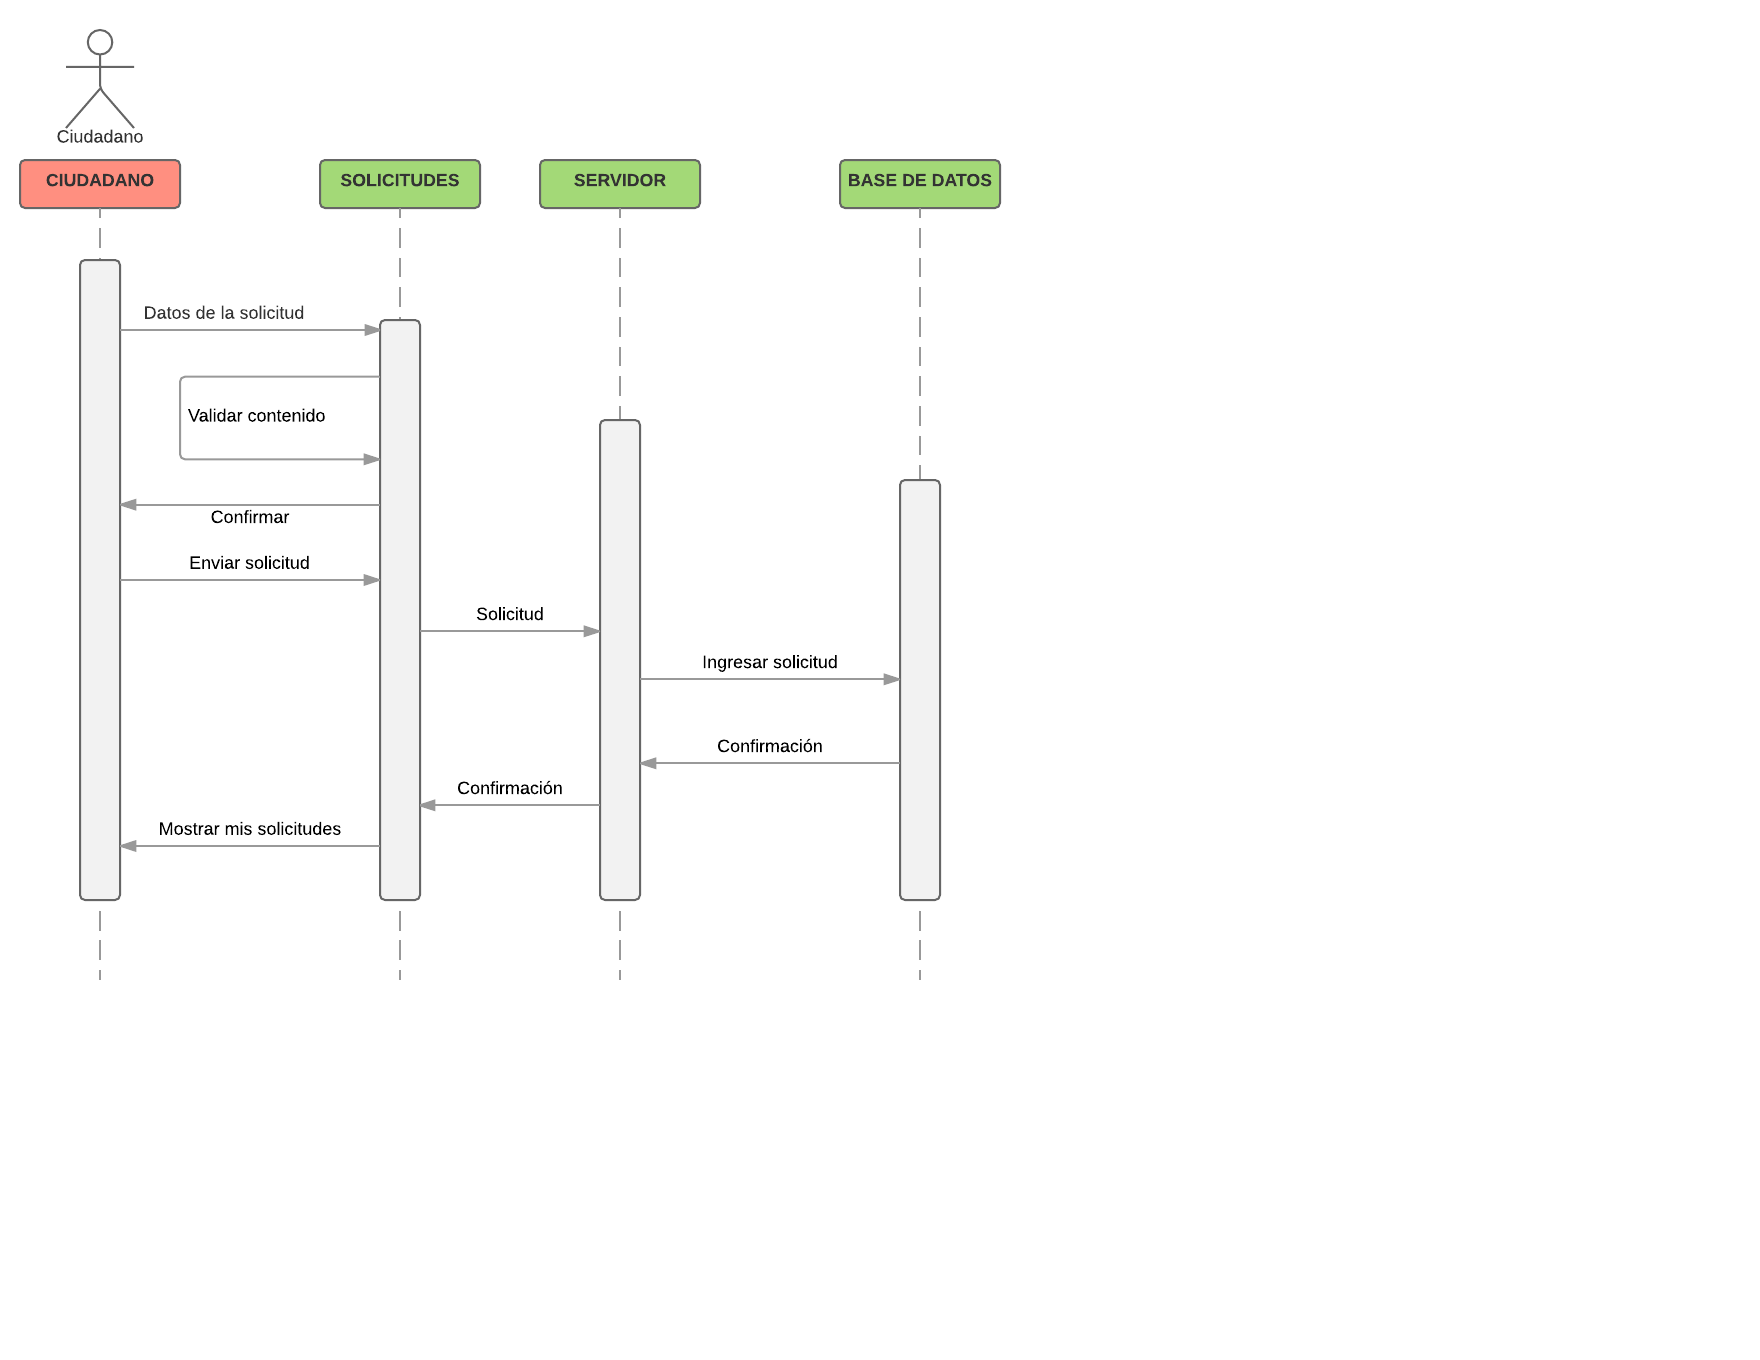 Ciudadano
CIUDADANO
SOLICITUDES
SERVIDOR
BASE DE DATOS
Datos de la solicitud
Validar contenido
Confirmar
Enviar solicitud
Solicitud
Ingresar solicitud
Confirmación
Confirmación
Mostrar mis solicitudes